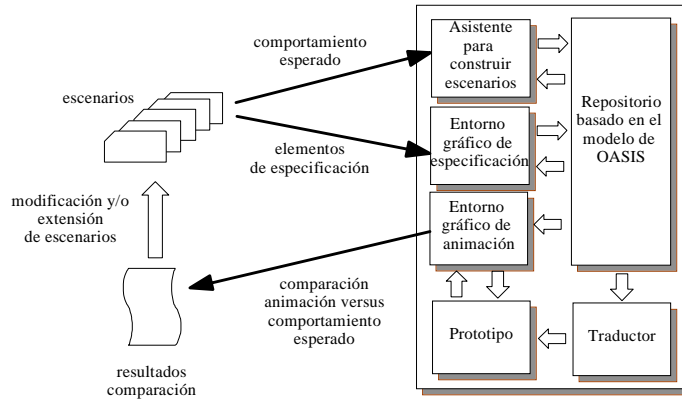 comportamiento
esperado
Asistente
para
construir
escenarios
escenarios
Repositorio
basado en el
modelo de
OASIS
elementos
de especificación
Entorno
gráfico de
especificación
modificación y/o
extensión
de escenarios
Entorno
gráfico de
animación
comparación
animación versus
comportamiento
esperado
Prototipo
Traductor
resultados
comparación